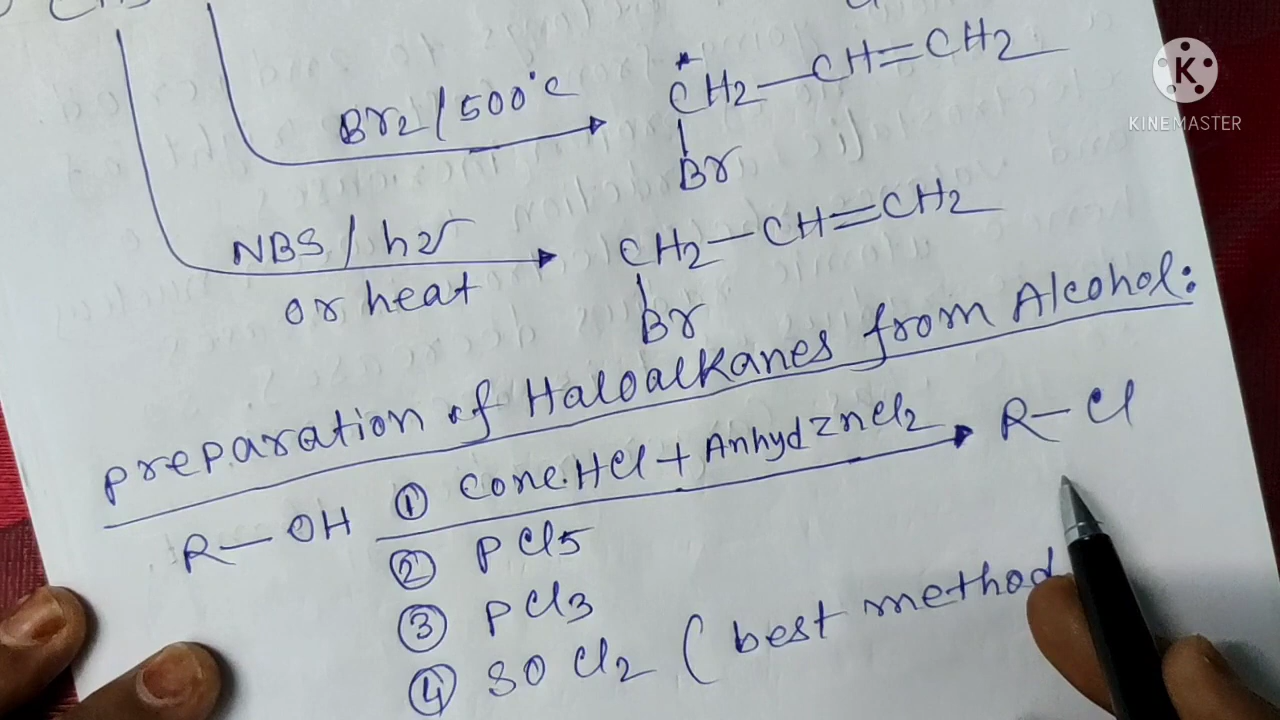 Br2 / 500°C
*
CH2—CH=CH2
Br
NBS / hν
or heat
CH2—CH=CH2
Br
preparation of Haloalkanes from Alcohol:
R—OH ① conc.HCl + Anhyd ZnCl2 R—Cl
② PCl5
③ PCl3
④ SOCl2 (best method
K
KINEMASTER